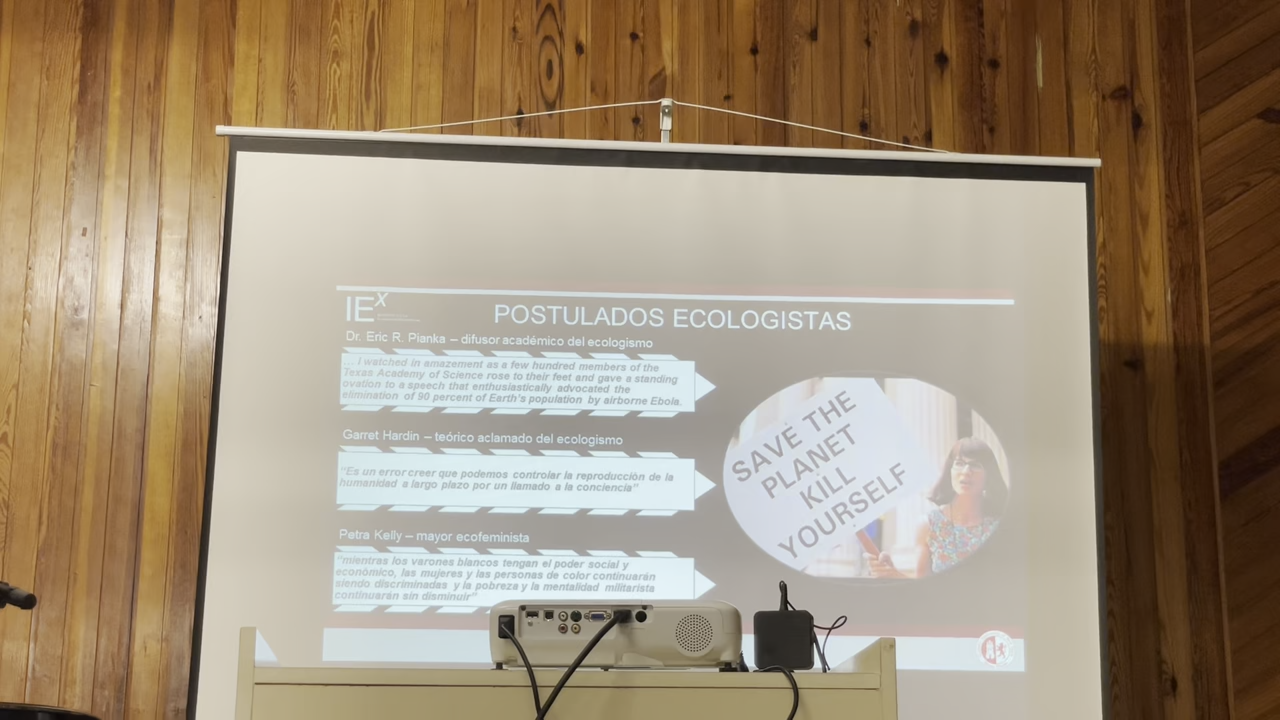 IEX
POSTULADOS ECOLOGISTAS
Dr. Eric R. Pianka – difusor académico del ecologismo
... I watched in amazement as a few hundred members of the
Texas Academy of Science rose to their feet and gave a standing
ovation to a speech that enthusiastically advocated the
elimination of 90 percent of Earth's population by airborne Ebola.
Garret Hardin – teórico aclamado del ecologismo
"Es un error creer que podemos controlar la reproducción de la
humanidad a largo plazo por un llamado a la conciencia"
Petra Kelly – mayor ecofeminista
"mientras los varones blancos tengan el poder social y
económico, las mujeres y las personas de color continuarán
siendo discriminadas y la pobreza y la mentalidad militarista
continuarán sin disminuir"
SAVE THE
PLANET
KILL
YOURSELF